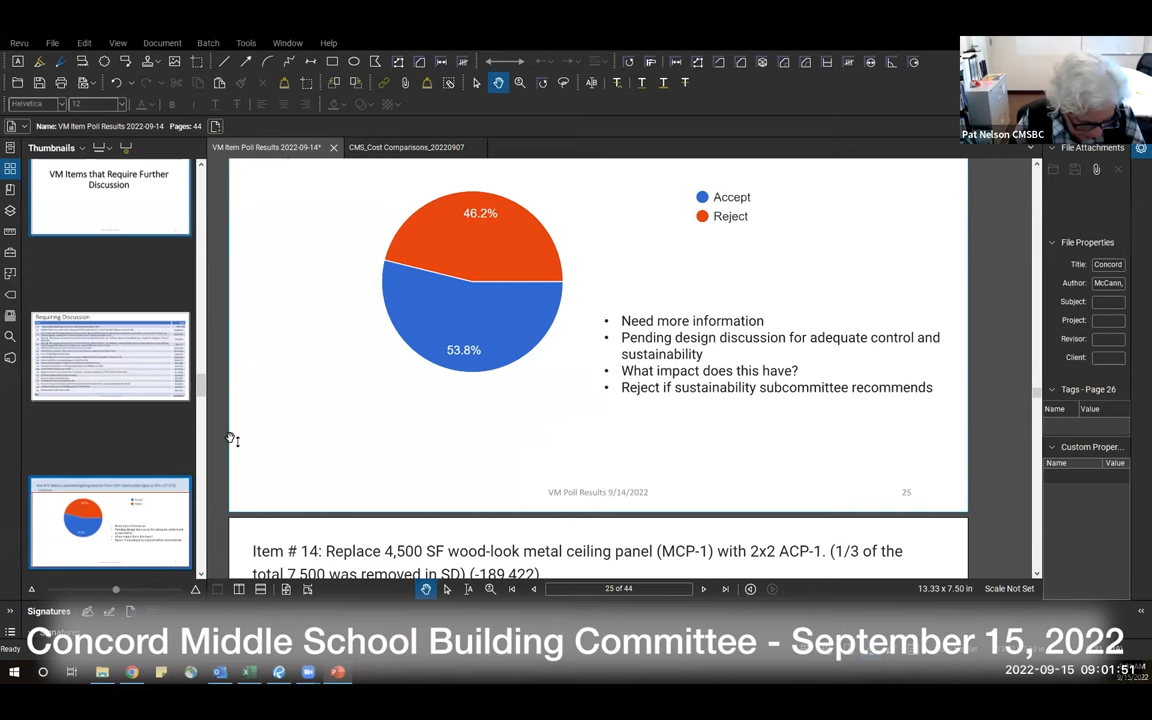 Revu File Edit View Document Batch Tools Window Help
Helvetica 12
Name: VM Item Poll Results 2022-09-14 Pages: 44
Pat Nelson CMSBC
Thumbnails
VM Item Poll Results 2022-09-14* CMS_Cost Comparisons_20220907
File Attachments
VM Items that Require Further
Discussion
46.2%
53.8%
Accept
Reject
• Need more information
• Pending design discussion for adequate control and
sustainability
• What impact does this have?
• Reject if sustainability subcommittee recommends
VM Poll Results 9/14/2022
25
Requiring Discussion
File Properties
Title: Concord
Author: McCann,
Subject:
Project:
Revisor:
Client:
Tags - Page 26
Name Value
Custom Proper...
Name Value
Item # 14: Replace 4,500 SF wood-look metal ceiling panel (MCP-1) with 2x2 ACP-1. (1/3 of the
total 7,500 was removed in SD) (-189,422)
25 of 44
13.33 x 7.50 in Scale Not Set
Signatures
Ready
Concord Middle School Building Committee - September 15, 2022
2022-09-15 09:01:51
9/15/2022